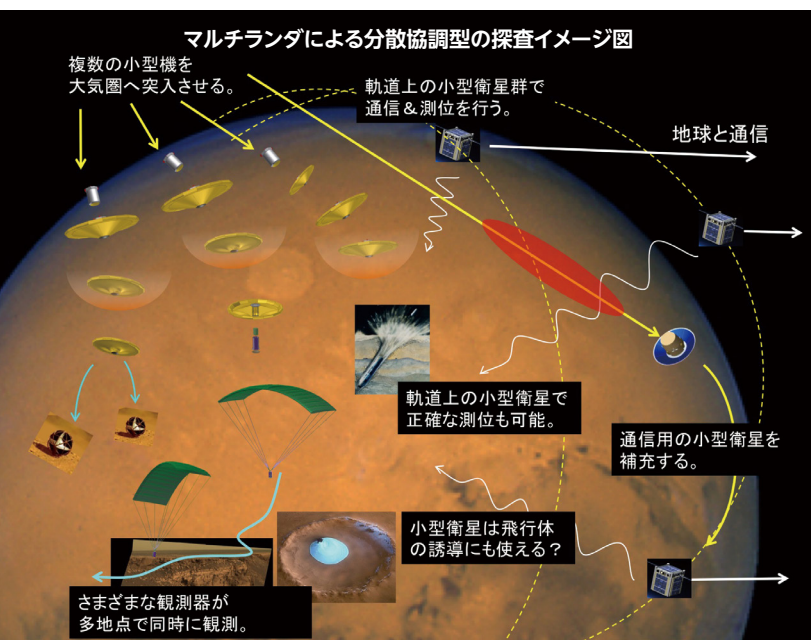 マルチランダによる分散協調型の探査イメージ図
複数の小型機を
大気圏へ突入させる。
軌道上の小型衛星群で
通信＆測位を行う。
地球と通信
軌道上の小型衛星で
正確な測位も可能。
通信用の小型衛星を
補充する。
小型衛星は飛行体
の誘導にも使える？
さまざまな観測器が
多地点で同時に観測。